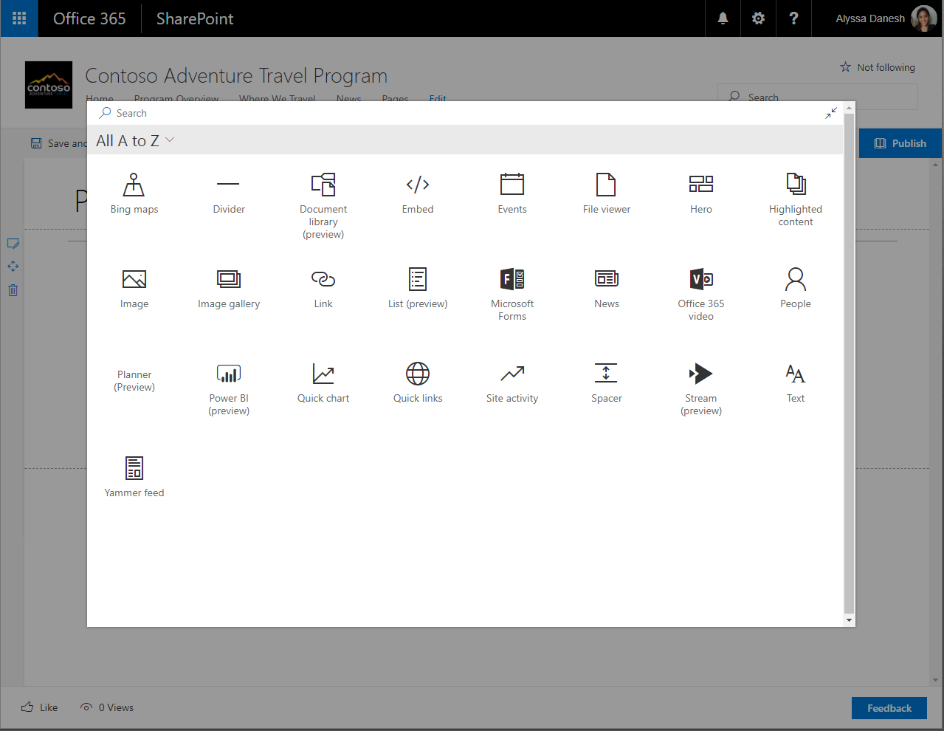 Office 365 SharePoint ? Alyssa Danesh
contoso
Contoso Adventure Travel Program
Not following
Home Program Overview Where We Travel News Pages Edit
Search
Search
Save and
All A to Z
Publish
P
Bing maps
Divider
Document
library
(preview)
Embed
Events
File viewer
Hero
Highlighted
content
Image
Image gallery
Link
List (preview)
Microsoft
Forms
News
Office 365
video
People
Planner
(Preview)
Power BI
(preview)
Quick chart
Quick links
Site activity
Spacer
Stream
(preview)
Text
Yammer feed
Like 0 Views
Feedback